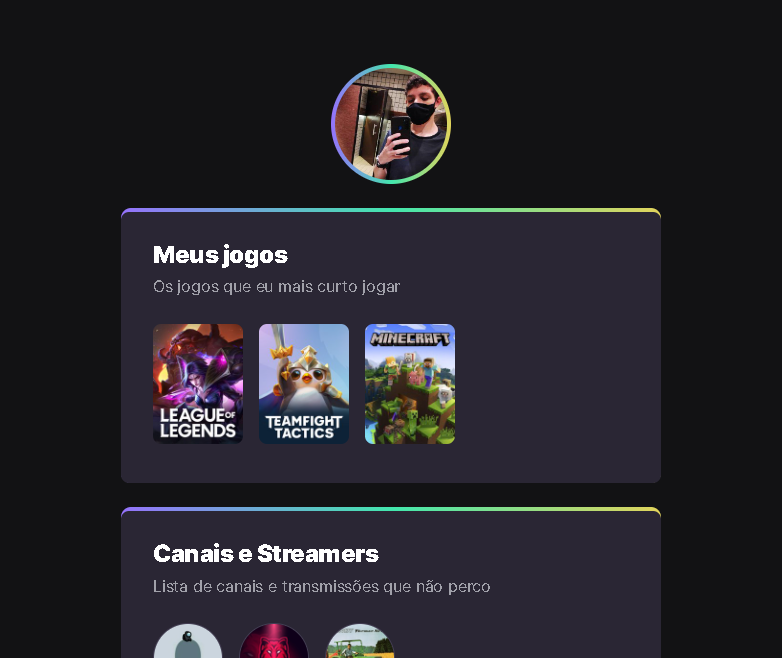 Meus jogos
Os jogos que eu mais curto jogar
LEAGUE OF
LEGENDS
TEAMFIGHT
TACTICS
MINECRAFT
Canais e Streamers
Lista de canais e transmissões que não perco